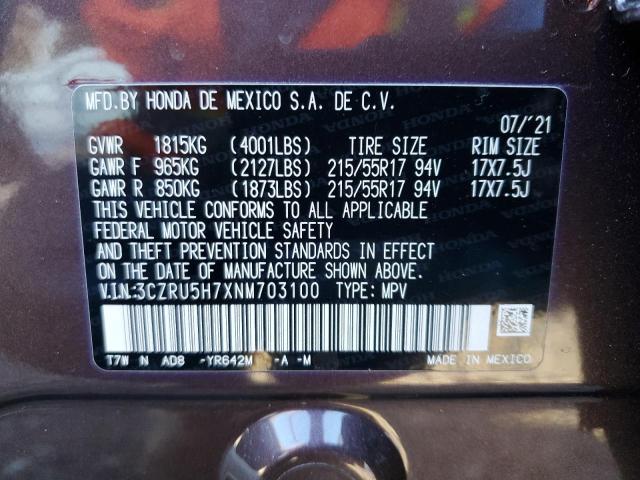 MFD. BY HONDA DE MEXICO S.A. DE C.V.
07/'21
GVWR 1815KG (4001LBS) TIRE SIZE RIM SIZE
GAWR F 965KG (2127LBS) 215/55R17 94V 17X7.5J
GAWR R 850KG (1873LBS) 215/55R17 94V 17X7.5J
THIS VEHICLE CONFORMS TO ALL APPLICABLE
FEDERAL MOTOR VEHICLE SAFETY
AND THEFT PREVENTION STANDARDS IN EFFECT
ON THE DATE OF MANUFACTURE SHOWN ABOVE.
V.I.N:3CZRU5H7XNM703100 TYPE: MPV
T7W N AD8 -YR642M -A -M MADE IN MEXICO